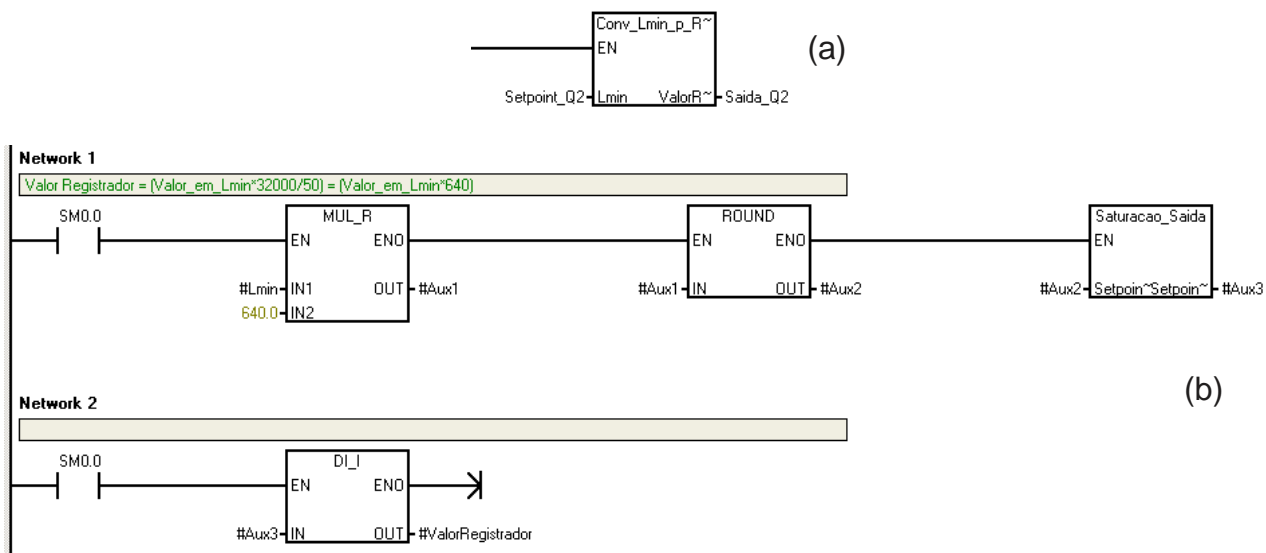 Conv_Lmin_p_R~
EN
(a)
Setpoint_Q2 Lmin ValorR~ Saida_Q2
Network 1
Valor Registrador = (Valor_em_Lmin*32000/50) = (Valor_em_Lmin*640)
SM0.0 MUL_R ROUND Saturacao_Saida
EN ENO EN ENO EN
#Lmin IN1 OUT #Aux1 #Aux1 IN OUT #Aux2 #Aux2 Setpoin~ Setpoin~ #Aux3
640.0 IN2
(b)
Network 2
SM0.0 DI_I
EN ENO
#Aux3 IN OUT #ValorRegistrador